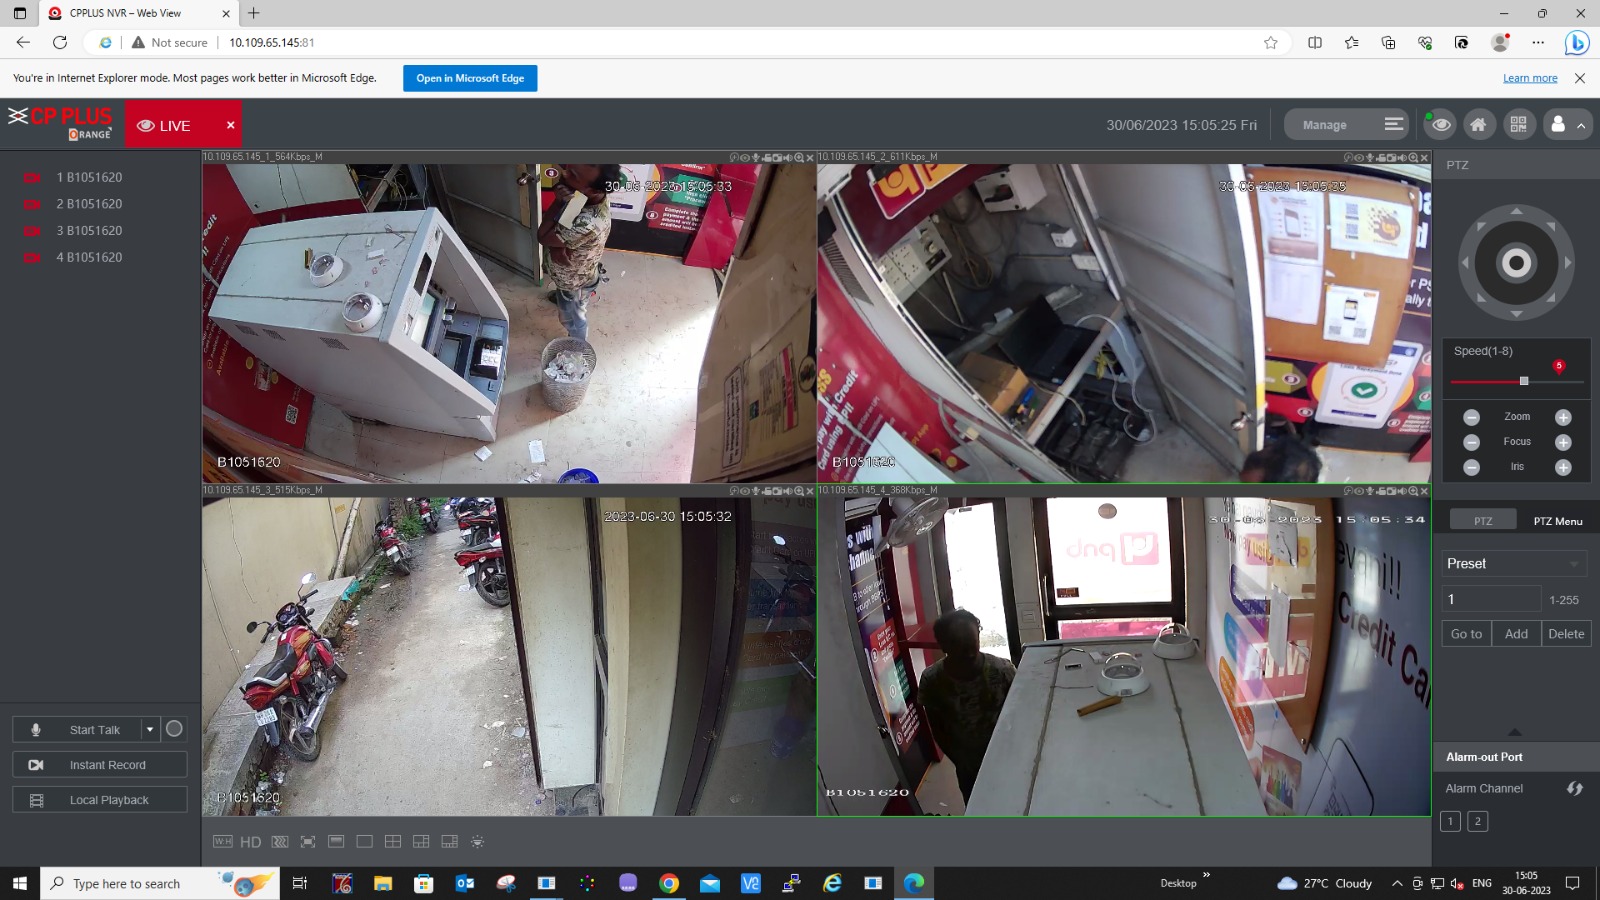 CPPLUS NVR – Web View
Not secure
10.109.65.145:81
You're in Internet Explorer mode. Most pages work better in Microsoft Edge.
Open in Microsoft Edge
Learn more
CP PLUS
ORANGE
LIVE
30/06/2023 15:05:25 Fri
Manage
1 B1051620
2 B1051620
3 B1051620
4 B1051620
10.109.65.145_1_564Kbps_M
30-06-2023 15:05:33
B1051620
10.109.65.145_2_611Kbps_M
30-06-2023 15:05:35
B1051620
10.109.65.145_3_515Kbps_M
2023-06-30 15:05:32
B1051620
10.109.65.145_4_368Kbps_M
30-06-2023 15:05:34
pnb
Credit Ca
B1051620
PTZ
Speed(1-8)
5
Zoom
Focus
Iris
PTZ
PTZ Menu
Preset
1
1-255
Go to
Add
Delete
Alarm-out Port
Alarm Channel
1
2
Start Talk
Instant Record
Local Playback
W:H
HD
Type here to search
Desktop
27°C Cloudy
ENG
15:05
30-06-2023